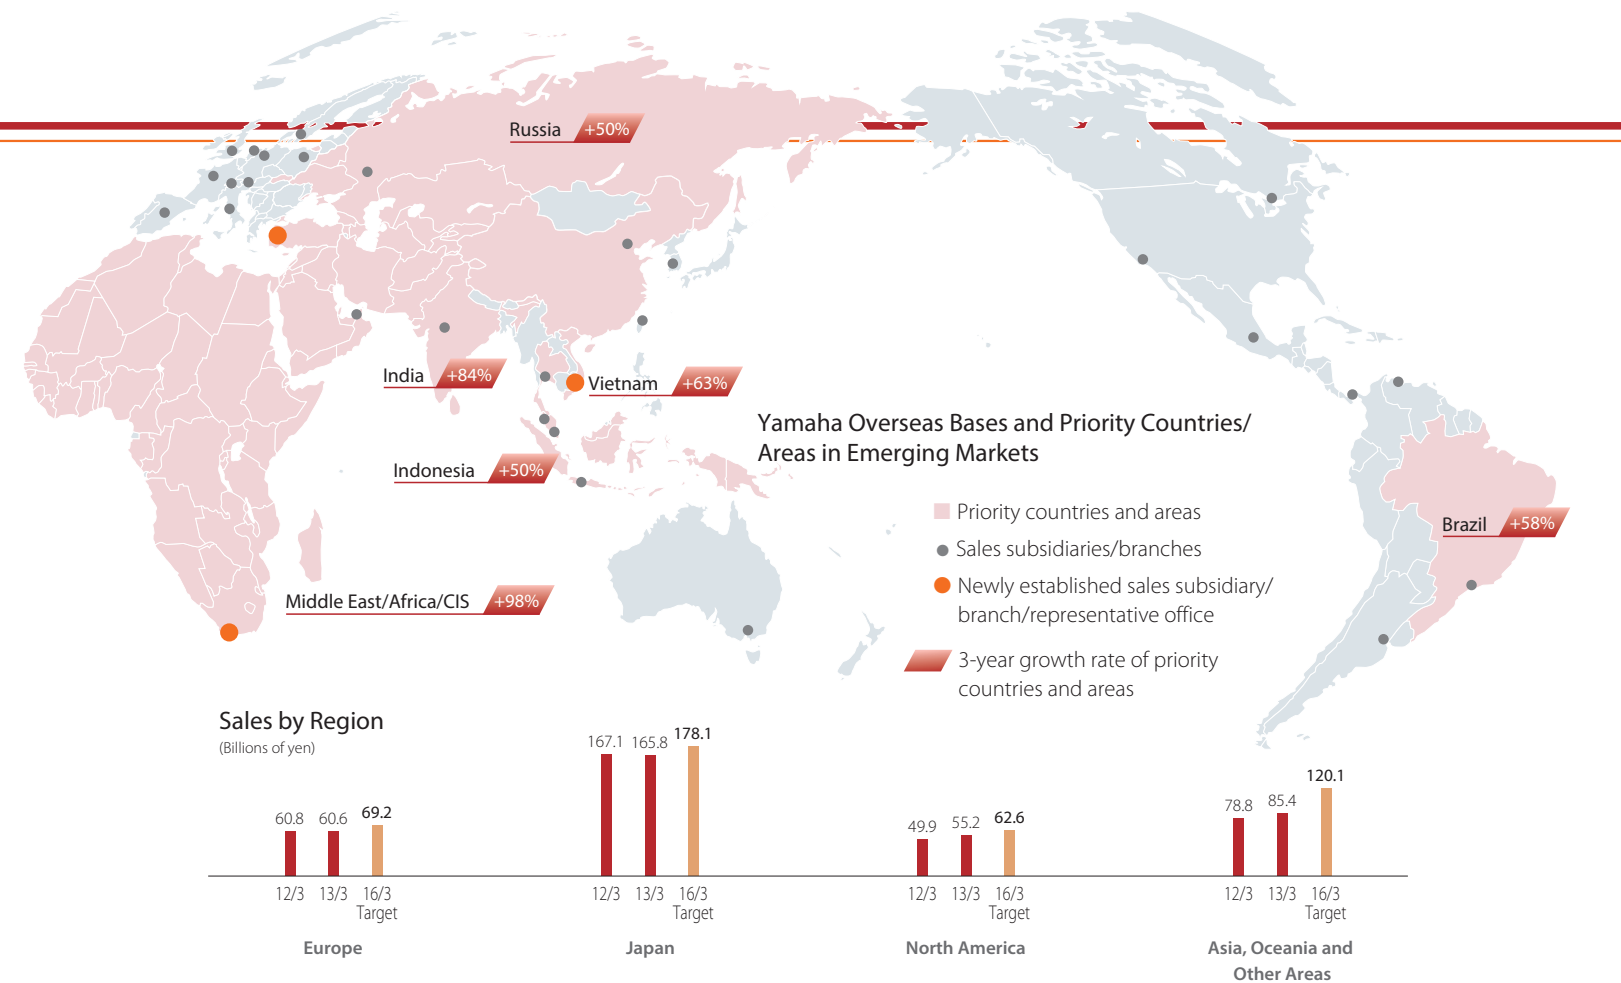 Russia +50%
India +84%
Vietnam +63%
Yamaha Overseas Bases and Priority Countries/
Areas in Emerging Markets
Indonesia +50%
Priority countries and areas
Brazil +58%
Sales subsidiaries/branches
Newly established sales subsidiary/
branch/representative office
Middle East/Africa/CIS +98%
3-year growth rate of priority
countries and areas
Sales by Region
(Billions of yen)
60.8 60.6 69.2
12/3 13/3 16/3
Target
Europe
167.1 165.8 178.1
12/3 13/3 16/3
Target
Japan
49.9 55.2 62.6
12/3 13/3 16/3
Target
North America
78.8 85.4 120.1
12/3 13/3 16/3
Target
Asia, Oceania and
Other Areas